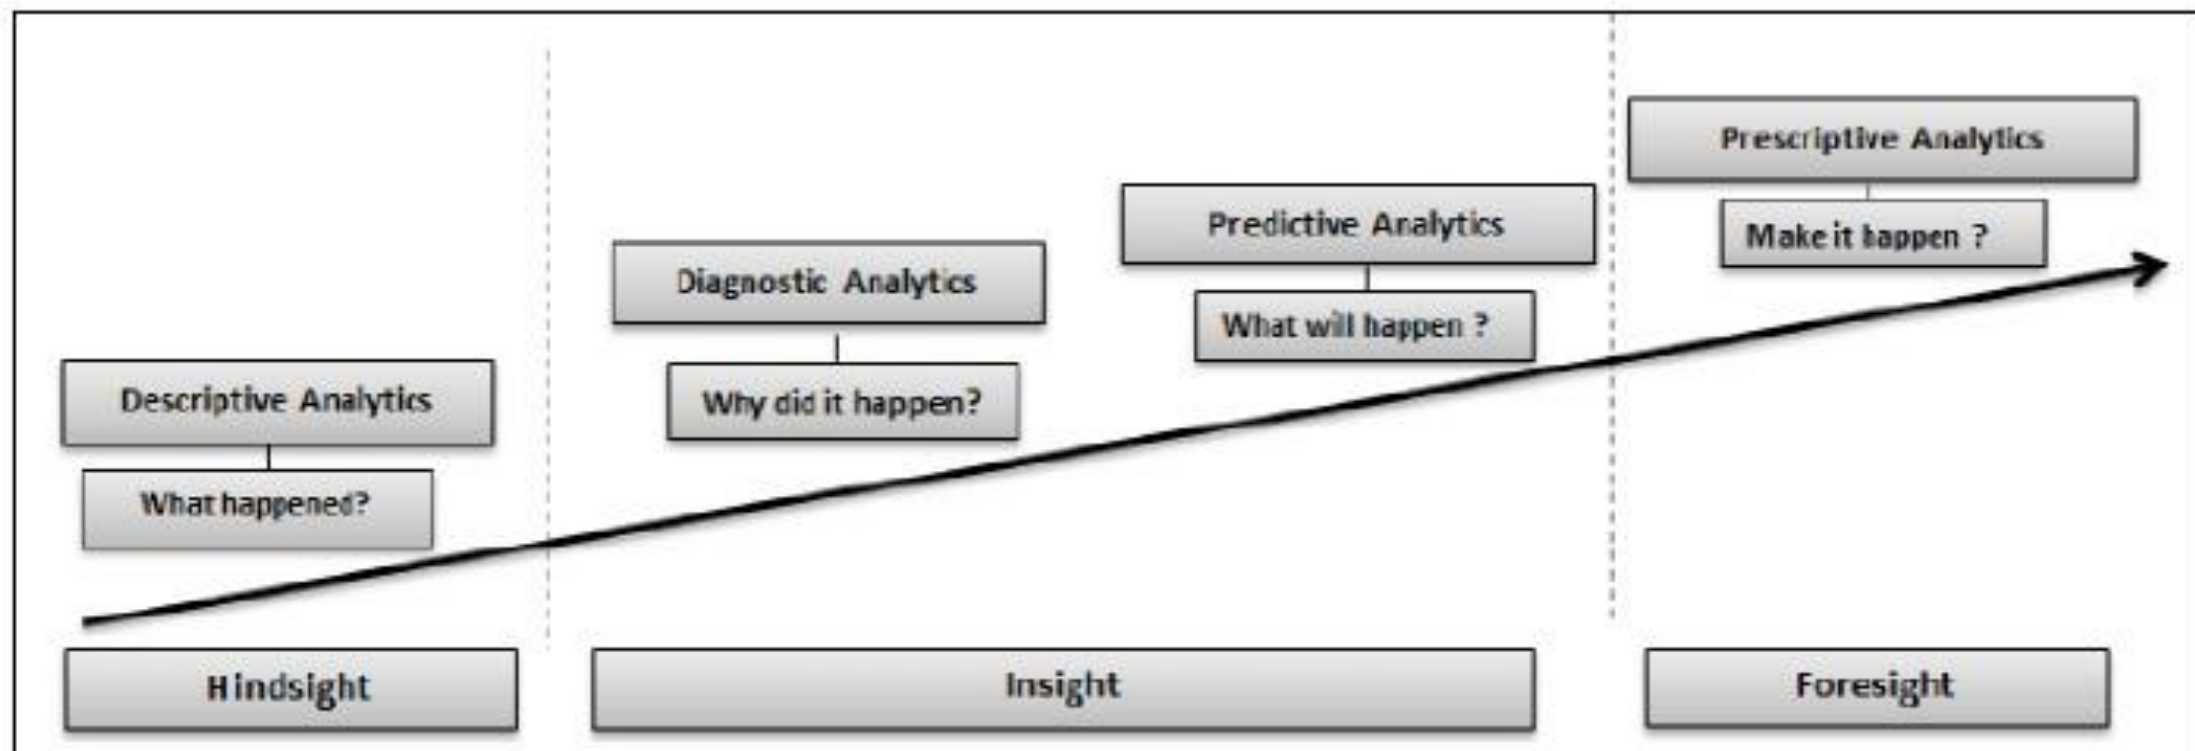 Descriptive Analytics
What happened?
Diagnostic Analytics
Why did it happen?
Predictive Analytics
What will happen ?
Prescriptive Analytics
Make it happen ?
Hindsight
Insight
Foresight